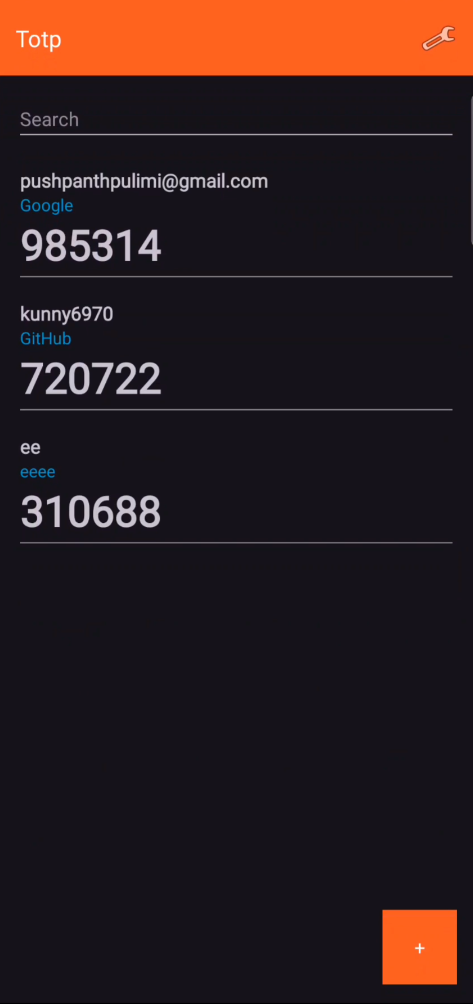 Totp
Search
pushpanthpulimi@gmail.com
Google
985314
kunny6970
GitHub
720722
ee
eeee
310688
+